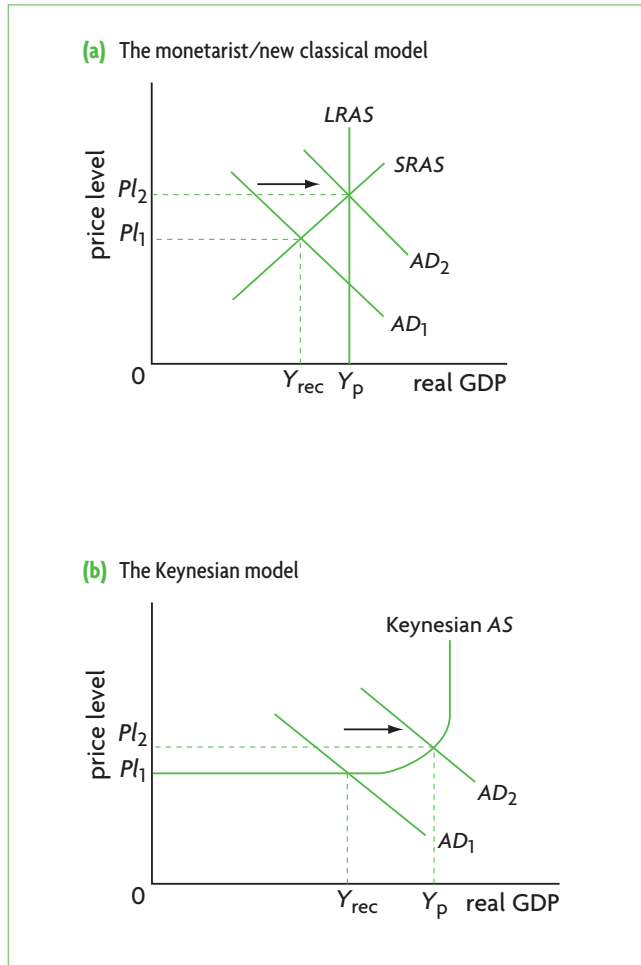 (a) The monetarist/new classical model
LRAS
SRAS
Pl2
price level
Pl1
AD2
AD1
0
Yrec Yp real GDP
(b) The Keynesian model
Keynesian AS
price level
Pl2
Pl1
AD2
AD1
0
Yrec Yp real GDP